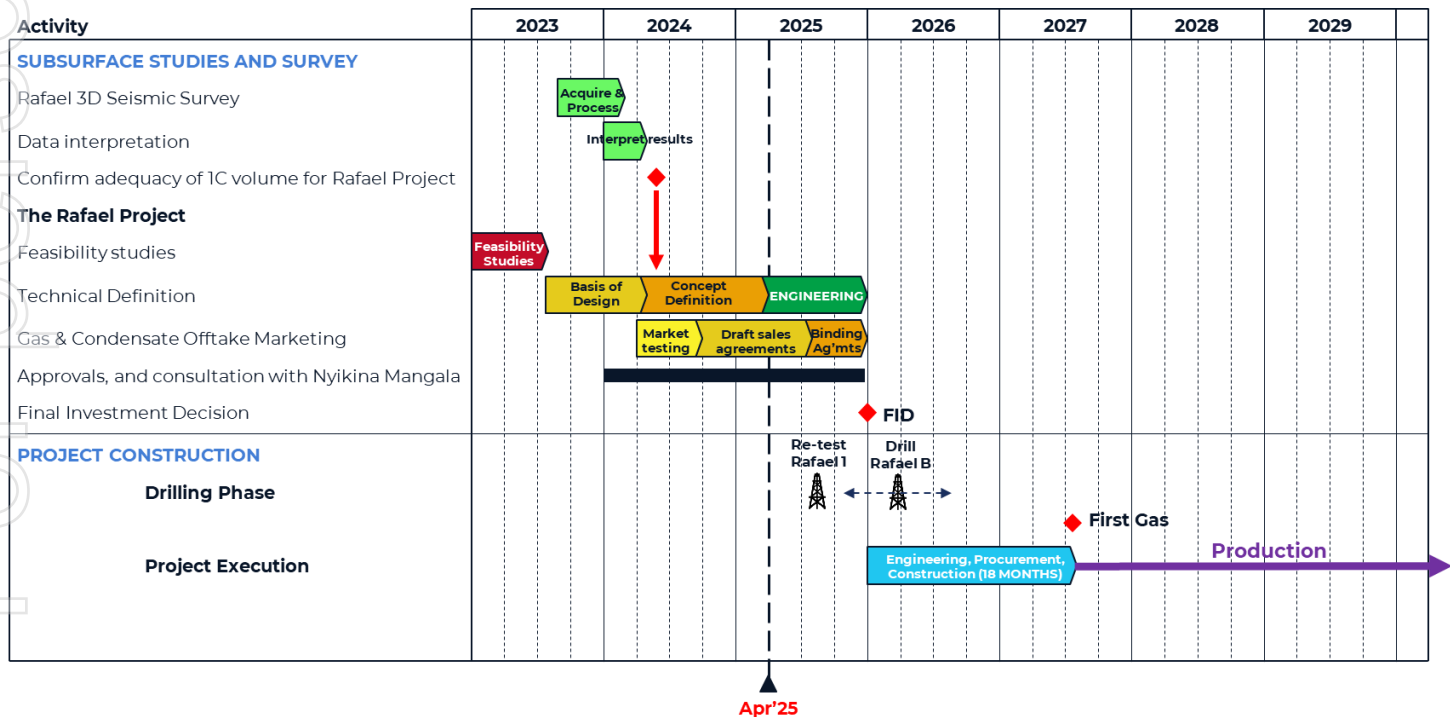 Activity
2023
2024
2025
2026
2027
2028
2029
SUBSURFACE STUDIES AND SURVEY
Rafael 3D Seismic Survey
Acquire &
Process
Data interpretation
Interpret results
Confirm adequacy of 1C volume for Rafael Project
The Rafael Project
Feasibility studies
Feasibility
Studies
Technical Definition
Basis of
Design
Concept
Definition
ENGINEERING
Gas & Condensate Offtake Marketing
Market
testing
Draft sales
agreements
Binding
Ag'mts
Approvals, and consultation with Nyikina Mangala
Final Investment Decision
FID
PROJECT CONSTRUCTION
Re-test
Rafael 1
Drill
Rafael B
Drilling Phase
First Gas
Project Execution
Engineering, Procurement,
Construction (18 MONTHS)
Production
Apr'25